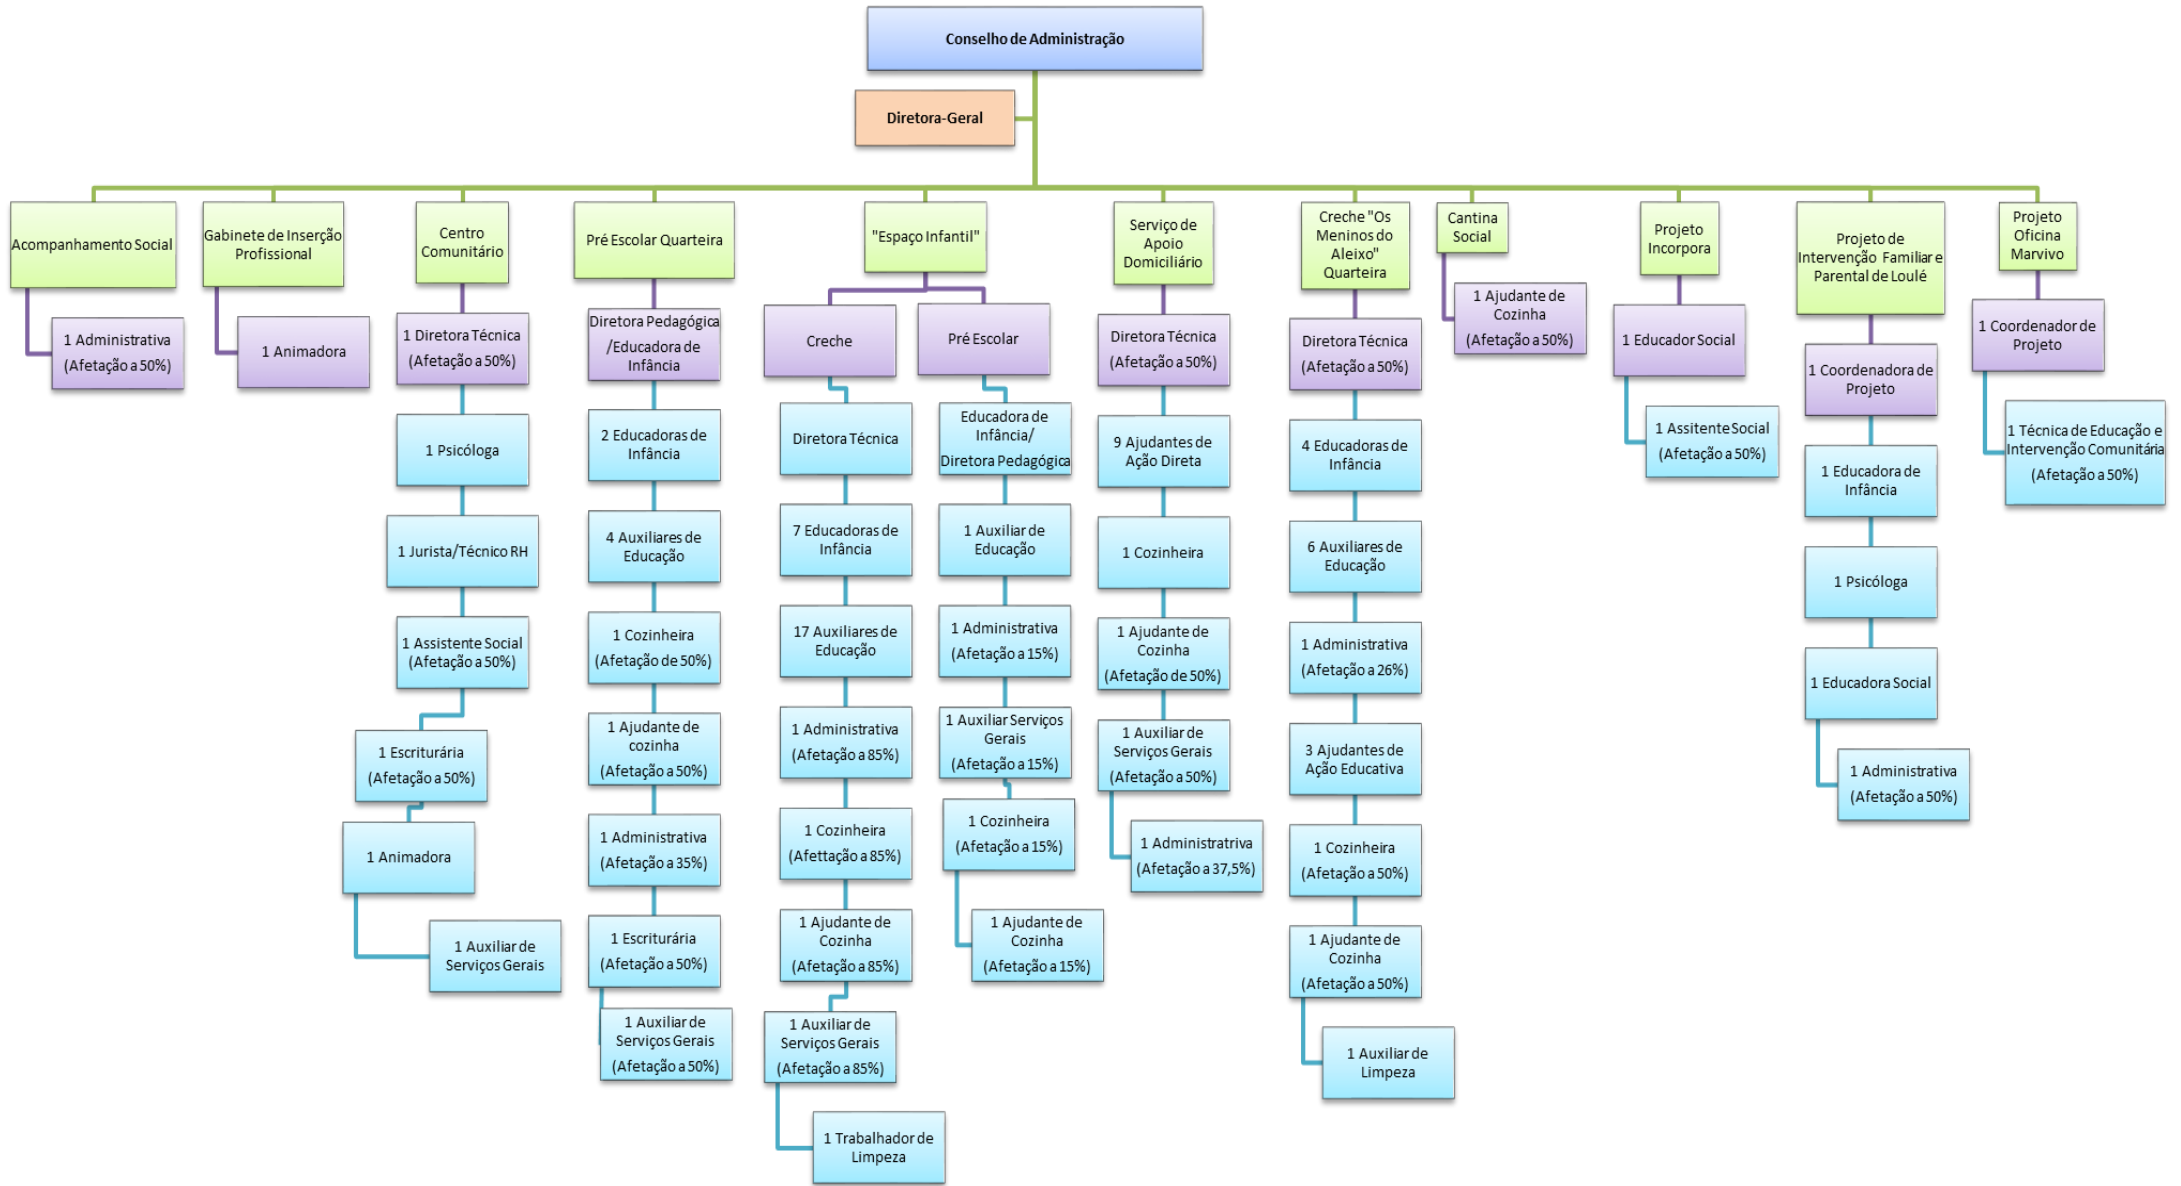 Conselho de Administração
Diretora-Geral
Acompanhamento Social
1 Administrativa
(Afetação a 50%)
Gabinete de Inserção
Profissional
1 Animadora
Centro
Comunitário
1 Diretora Técnica
(Afetação a 50%)
1 Psicóloga
1 Jurista/Técnico RH
1 Assistente Social
(Afetação a 50%)
1 Escriturária
(Afetação a 50%)
1 Animadora
1 Auxiliar de
Serviços Gerais
Pré Escolar Quarteira
Diretora Pedagógica
/Educadora de
Infância
2 Educadoras de
Infância
4 Auxiliares de
Educação
1 Cozinheira
(Afetação de 50%)
1 Ajudante de
cozinha
(Afetação a 50%)
1 Administrativa
(Afetação a 35%)
1 Escriturária
(Afetação a 50%)
1 Auxiliar de
Serviços Gerais
(Afetação a 50%)
"Espaço Infantil"
Creche
Diretora Técnica
7 Educadoras de
Infância
17 Auxiliares de
Educação
1 Administrativa
(Afetação a 85%)
1 Cozinheira
(Afettação a 85%)
1 Ajudante de
Cozinha
(Afetação a 85%)
1 Auxiliar de
Serviços Gerais
(Afetação a 85%)
1 Trabalhador de
Limpeza
Pré Escolar
Educadora de
Infância/
Diretora Pedagógica
1 Auxiliar de
Educação
1 Administrativa
(Afetação a 15%)
1 Auxiliar Serviços
Gerais
(Afetação a 15%)
1 Cozinheira
(Afetação a 15%)
1 Ajudante de
Cozinha
(Afetação a 15%)
Serviço de
Apoio
Domiciliário
Diretora Técnica
(Afetação a 50%)
9 Ajudantes de
Ação Direta
1 Cozinheira
1 Ajudante de
Cozinha
(Afetação de 50%)
1 Auxiliar de
Serviços Gerais
(Afetação a 50%)
1 Administratriva
(Afetação a 37,5%)
Creche "Os
Meninos do
Aleixo"
Quarteira
Diretora Técnica
(Afetação a 50%)
4 Educadoras de
Infância
6 Auxiliares de
Educação
1 Administrativa
(Afetação a 26%)
3 Ajudantes de
Ação Educativa
1 Cozinheira
(Afetação a 50%)
1 Ajudante de
Cozinha
(Afetação a 50%)
1 Auxiliar de
Limpeza
Cantina
Social
1 Ajudante de
Cozinha
(Afetação a 50%)
Projeto
Incorpora
1 Educador Social
1 Assitente Social
(Afetação a 50%)
Projeto de
Intervenção Familiar e
Parental de Loulé
1 Coordenadora de
Projeto
1 Educadora de
Infância
1 Psicóloga
1 Educadora Social
1 Administrativa
(Afetação a 50%)
Projeto
Oficina
Marvivo
1 Coordenador de
Projeto
1 Técnica de Educação e
Intervenção Comunitária
(Afetação a 50%)